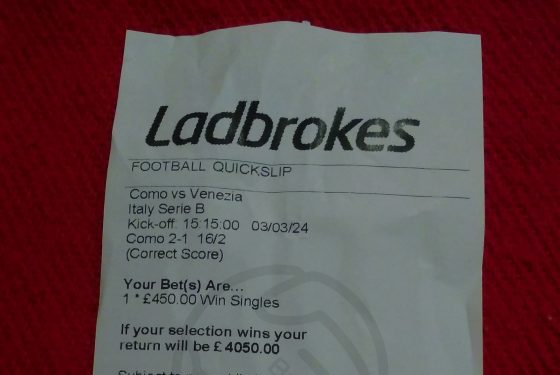 Ladbrokes
FOOTBALL QUICKSLIP
Como vs Venezia
Italy Serie B
Kick-off: 15:15:00 03/03/24
Como 2-1 16/2
(Correct Score)
Your Bet(s) Are...
1 * £450.00 Win Singles
If your selection wins your
return will be £ 4050.00
Subject to